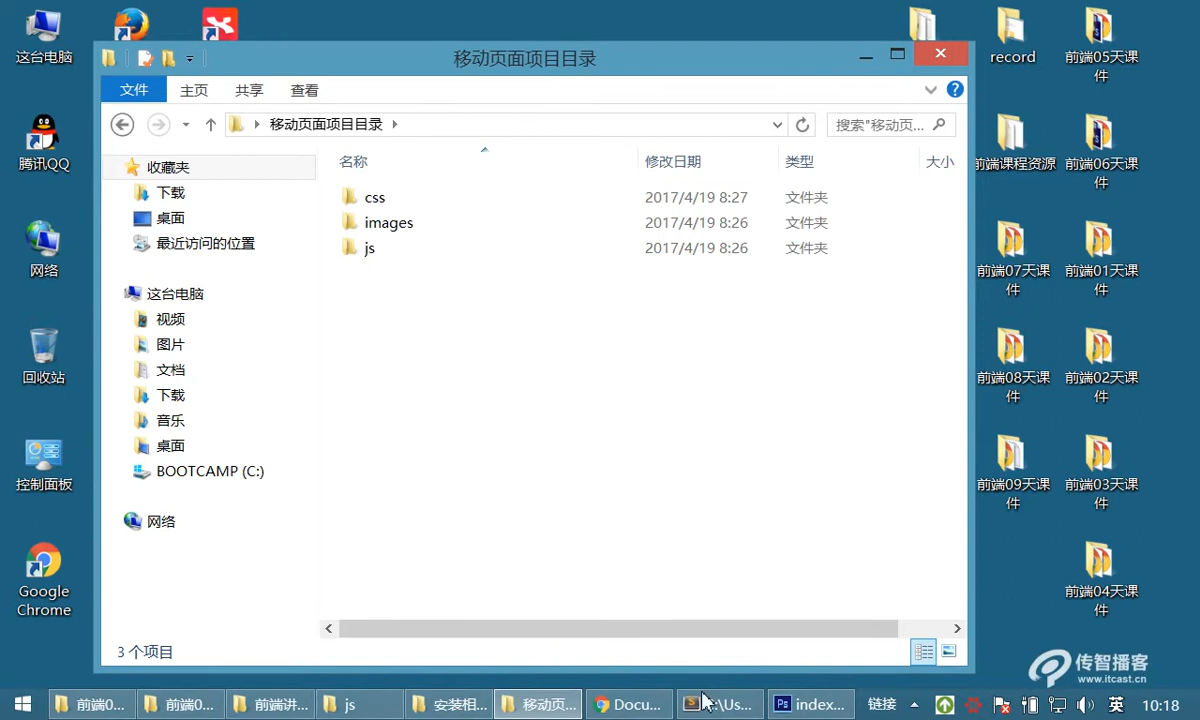 这台电脑
腾讯QQ
网络
回收站
控制面板
Google
Chrome
移动页面项目目录
文件
主页
共享
查看
移动页面项目目录
搜索"移动页...
名称
修改日期
类型
大小
收藏夹
下载
桌面
最近访问的位置
这台电脑
视频
图片
文档
下载
音乐
桌面
BOOTCAMP (C:)
网络
css
2017/4/19 8:27
文件夹
images
2017/4/19 8:26
文件夹
js
2017/4/19 8:26
文件夹
3 个项目
record
前端05天课
件
前端课程资源
前端06天课
件
前端07天课
件
前端01天课
件
前端08天课
件
前端02天课
件
前端09天课
件
前端03天课
件
前端04天课
件
传智播客
www.itcast.cn
前端0...
前端0...
前端讲...
js
安装相...
移动页...
Docu...
:\Us...
Ps
index...
链接
英
10:18